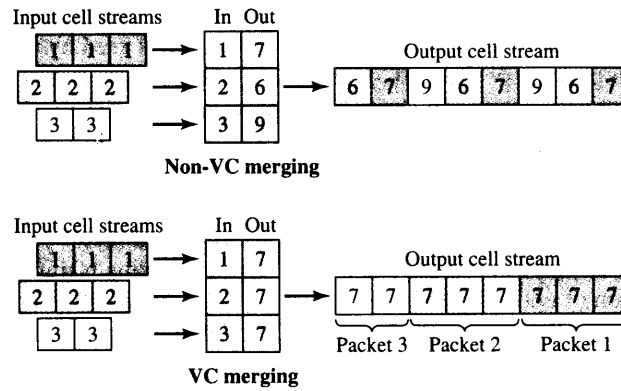 Input cell streams In Out
1 1 1 1 7 Output cell stream
2 2 2 2 6 6 7 9 6 7 9 6 7
3 3 3 9
Non-VC merging
Input cell streams In Out
1 1 1 1 7 Output cell stream
2 2 2 2 7 7 7 7 7 7 7 7 7
3 3 3 7 Packet 3 Packet 2 Packet 1
VC merging